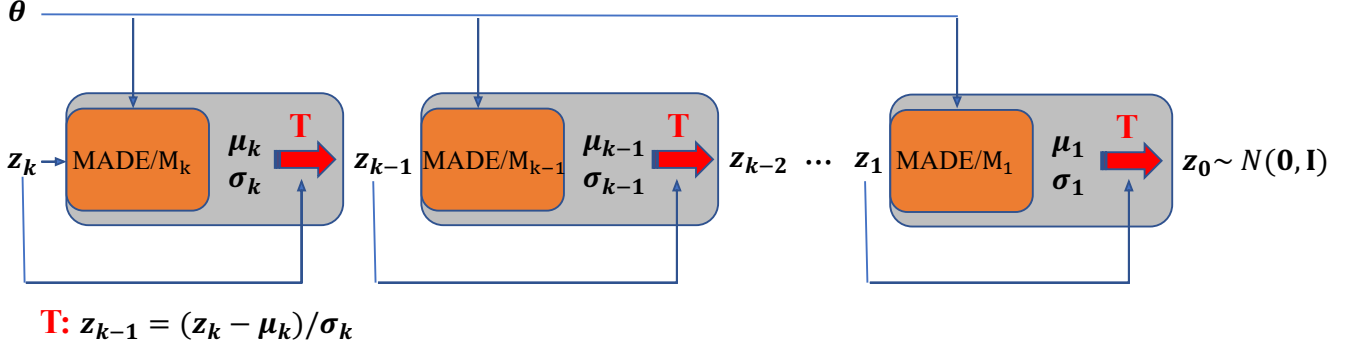 θ
T T T
z_k MADE/M_k μ_k z_{k−1} MADE/M_{k−1} μ_{k−1} z_{k−2} ⋯ z_1 MADE/M_1 μ_1 z_0 ~ N(0, I)
σ_k σ_{k−1} σ_1
T: z_{k−1} = (z_k − μ_k)/σ_k